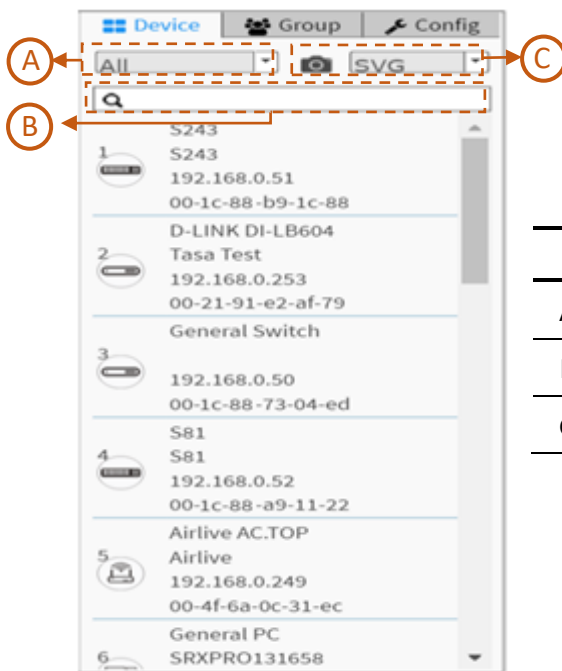 Device Group Config
A All SVG C
B
S243
1 S243
192.168.0.51
00-1c-88-b9-1c-88
D-LINK DI-LB604
2 Tasa Test
192.168.0.253
00-21-91-e2-af-79
General Switch
3
192.168.0.50
00-1c-88-73-04-ed
S81
4 S81
192.168.0.52
00-1c-88-a9-11-22
Airlive AC.TOP
5 Airlive
192.168.0.249
00-4f-6a-0c-31-ec
General PC
6 SRXPRO131658